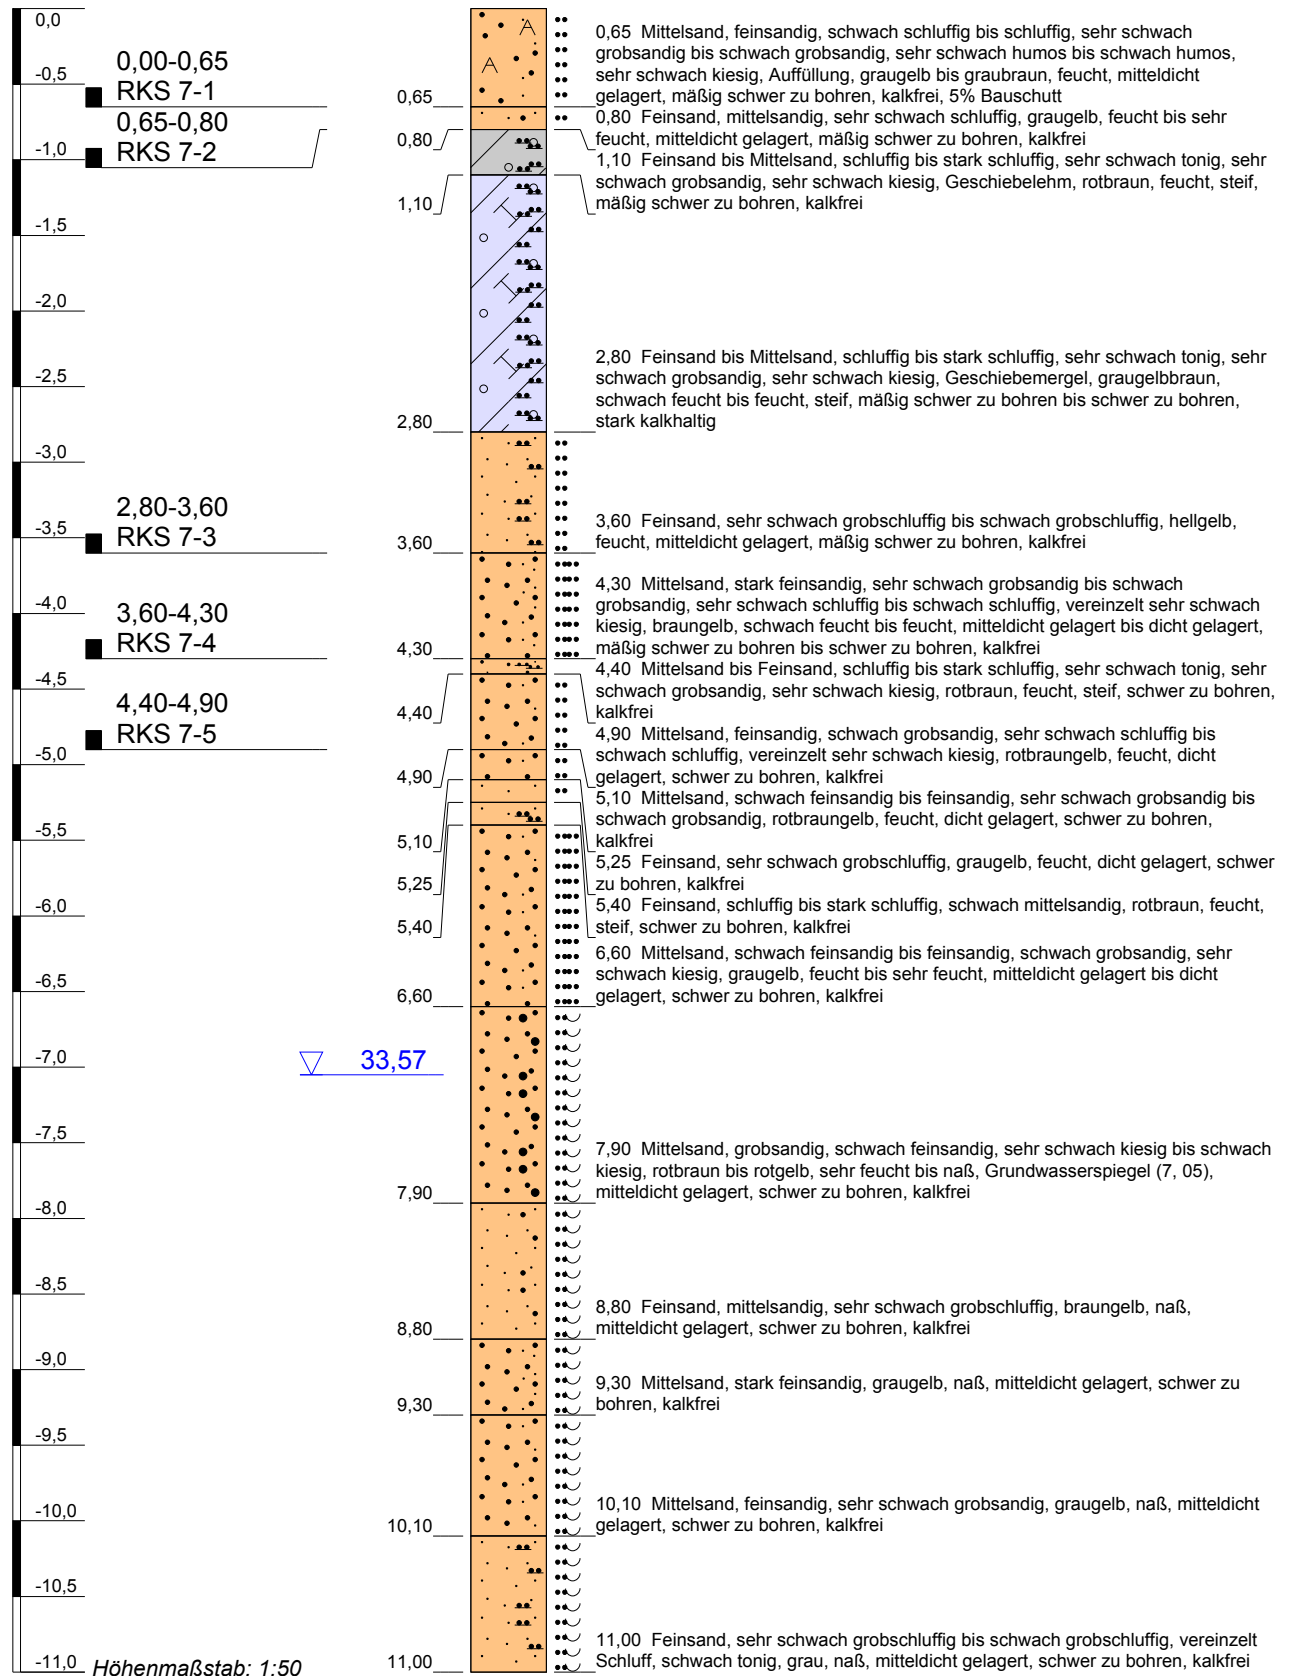 0,0
-0,5
-1,0
-1,5
-2,0
-2,5
-3,0
-3,5
-4,0
-4,5
-5,0
-5,5
-6,0
-6,5
-7,0
-7,5
-8,0
-8,5
-9,0
-9,5
-10,0
-10,5
-11,0
Höhenmaßstab: 1:50
0,00-0,65
RKS 7-1
0,65-0,80
RKS 7-2
2,80-3,60
RKS 7-3
3,60-4,30
RKS 7-4
4,40-4,90
RKS 7-5
33,57
0,65
0,80
1,10
2,80
3,60
4,30
4,40
4,90
5,10
5,25
5,40
6,60
7,90
8,80
9,30
10,10
11,00
A
A
0,65 Mittelsand, feinsandig, schwach schluffig bis schluffig, sehr schwach
grobsandig bis schwach grobsandig, sehr schwach humos bis schwach humos,
sehr schwach kiesig, Auffüllung, graugelb bis graubraun, feucht, mitteldicht
gelagert, mäßig schwer zu bohren, kalkfrei, 5% Bauschutt
0,80 Feinsand, mittelsandig, sehr schwach schluffig, graugelb, feucht bis sehr
feucht, mitteldicht gelagert, mäßig schwer zu bohren, kalkfrei
1,10 Feinsand bis Mittelsand, schluffig bis stark schluffig, sehr schwach tonig, sehr
schwach grobsandig, sehr schwach kiesig, Geschiebelehm, rotbraun, feucht, steif,
mäßig schwer zu bohren, kalkfrei
2,80 Feinsand bis Mittelsand, schluffig bis stark schluffig, sehr schwach tonig, sehr
schwach grobsandig, sehr schwach kiesig, Geschiebemergel, graugelbbraun,
schwach feucht bis feucht, steif, mäßig schwer zu bohren bis schwer zu bohren,
stark kalkhaltig
3,60 Feinsand, sehr schwach grobschluffig bis schwach grobschluffig, hellgelb,
feucht, mitteldicht gelagert, mäßig schwer zu bohren, kalkfrei
4,30 Mittelsand, stark feinsandig, sehr schwach grobsandig bis schwach
grobsandig, sehr schwach schluffig bis schwach schluffig, vereinzelt sehr schwach
kiesig, braungelb, schwach feucht bis feucht, mitteldicht gelagert bis dicht gelagert,
mäßig schwer zu bohren bis schwer zu bohren, kalkfrei
4,40 Mittelsand bis Feinsand, schluffig bis stark schluffig, sehr schwach tonig, sehr
schwach grobsandig, sehr schwach kiesig, rotbraun, feucht, steif, schwer zu bohren,
kalkfrei
4,90 Mittelsand, feinsandig, schwach grobsandig, sehr schwach schluffig bis
schwach schluffig, vereinzelt sehr schwach kiesig, rotbraungelb, feucht, dicht
gelagert, schwer zu bohren, kalkfrei
5,10 Mittelsand, schwach feinsandig bis feinsandig, sehr schwach grobsandig bis
schwach grobsandig, rotbraungelb, feucht, dicht gelagert, schwer zu bohren,
kalkfrei
5,25 Feinsand, sehr schwach grobschluffig, graugelb, feucht, dicht gelagert, schwer
zu bohren, kalkfrei
5,40 Feinsand, schluffig bis stark schluffig, schwach mittelsandig, rotbraun, feucht,
steif, schwer zu bohren, kalkfrei
6,60 Mittelsand, schwach feinsandig bis feinsandig, schwach grobsandig, sehr
schwach kiesig, graugelb, feucht bis sehr feucht, mitteldicht gelagert bis dicht
gelagert, schwer zu bohren, kalkfrei
7,90 Mittelsand, grobsandig, schwach feinsandig, sehr schwach kiesig bis schwach
kiesig, rotbraun bis rotgelb, sehr feucht bis naß, Grundwasserspiegel (7, 05),
mitteldicht gelagert, schwer zu bohren, kalkfrei
8,80 Feinsand, mittelsandig, sehr schwach grobschluffig, braungelb, naß,
mitteldicht gelagert, schwer zu bohren, kalkfrei
9,30 Mittelsand, stark feinsandig, graugelb, naß, mitteldicht gelagert, schwer zu
bohren, kalkfrei
10,10 Mittelsand, feinsandig, sehr schwach grobsandig, graugelb, naß, mitteldicht
gelagert, schwer zu bohren, kalkfrei
11,00 Feinsand, sehr schwach grobschluffig bis schwach grobschluffig, vereinzelt
Schluff, schwach tonig, grau, naß, mitteldicht gelagert, schwer zu bohren, kalkfrei